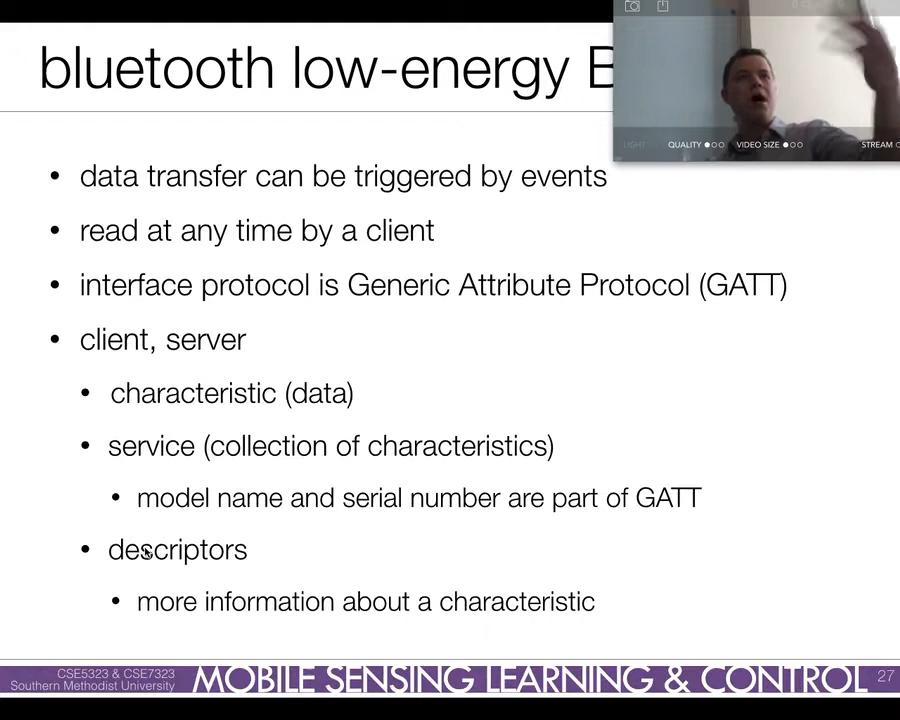 bluetooth low-energy B
QUALITY
VIDEO SIZE
STREAM
• data transfer can be triggered by events
• read at any time by a client
• interface protocol is Generic Attribute Protocol (GATT)
• client, server
• characteristic (data)
• service (collection of characteristics)
• model name and serial number are part of GATT
• descriptors
• more information about a characteristic
CSE5323 & CSE7323
Southern Methodist University
MOBILE SENSING LEARNING & CONTROL
27